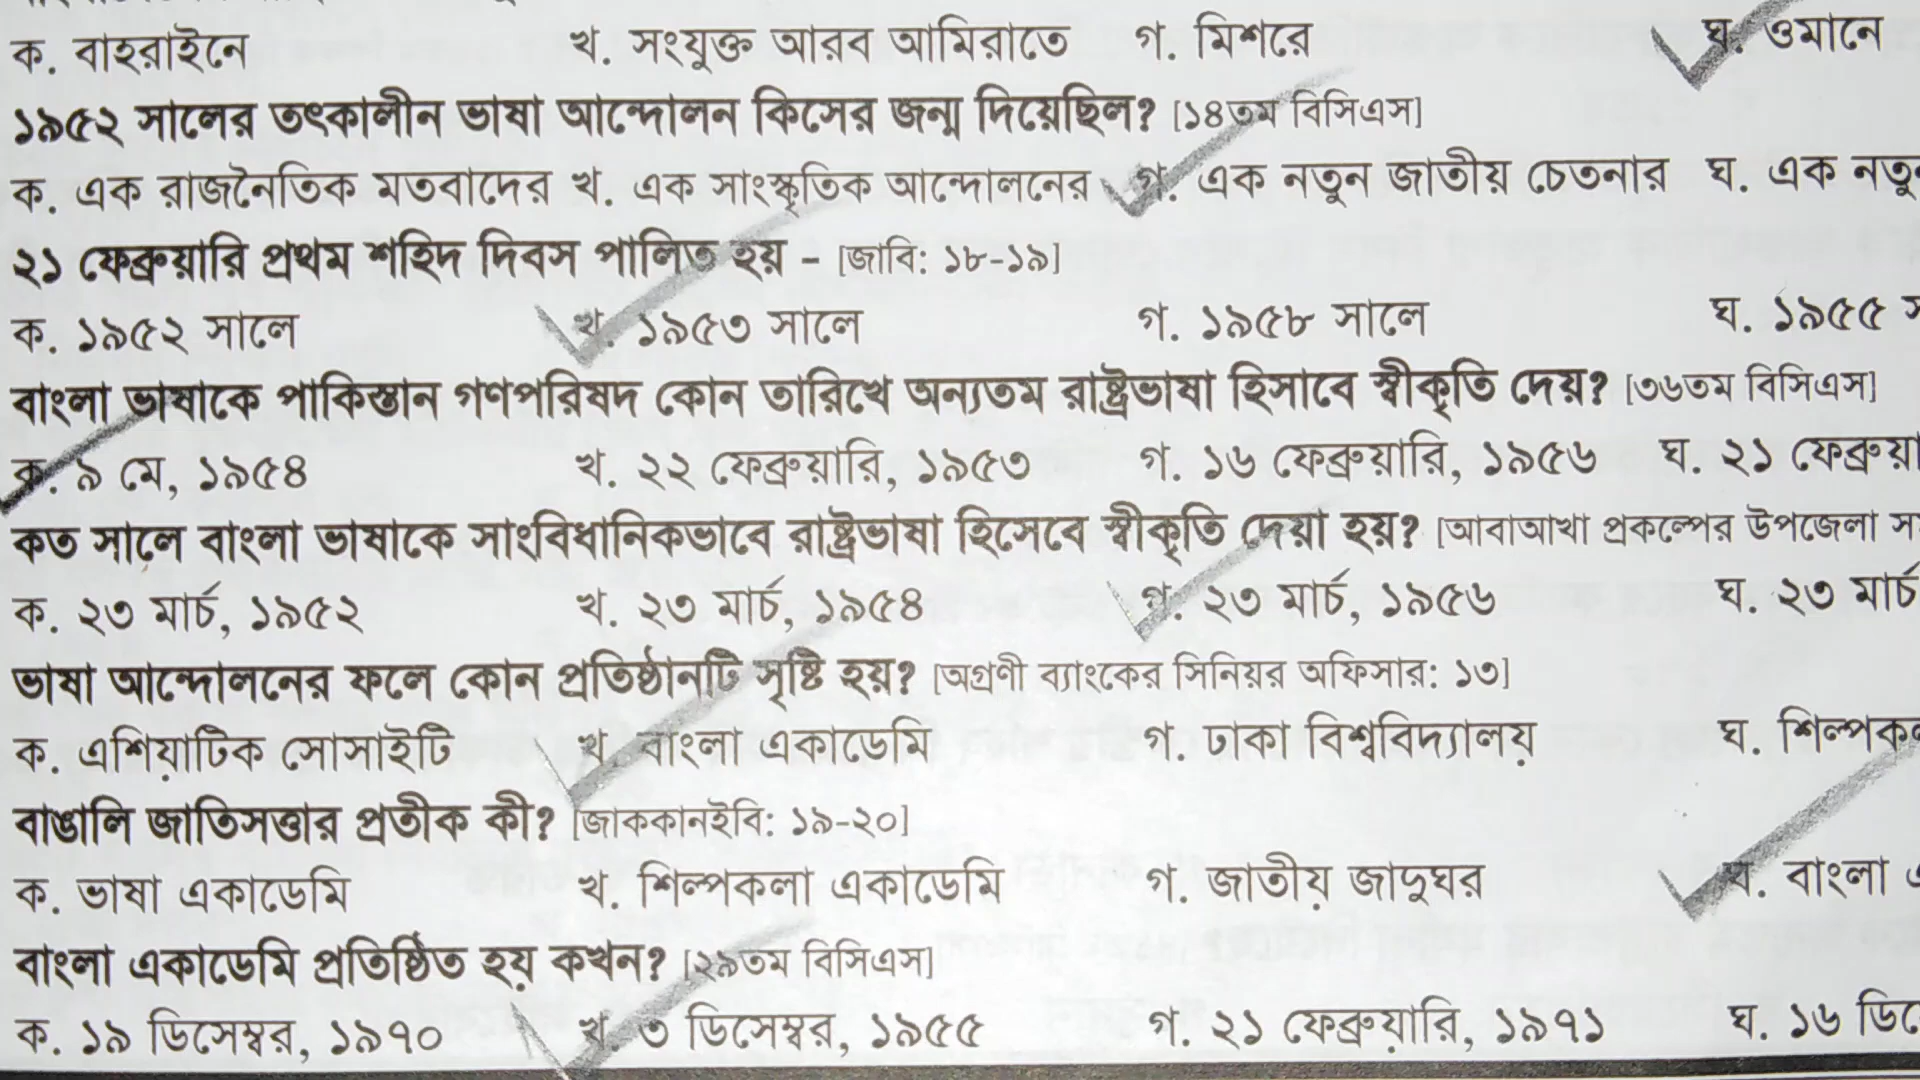 ক. বাহরাইনে খ. সংযুক্ত আরব আমিরাতে গ. মিশরে ঘ. ওমানে
১৯৫২ সালের তৎকালীন ভাষা আন্দোলন কিসের জন্ম দিয়েছিল? [১৪তম বিসিএস]
ক. এক রাজনৈতিক মতবাদের খ. এক সাংস্কৃতিক আন্দোলনের গ. এক নতুন জাতীয় চেতনার ঘ. এক নতুন
২১ ফেব্রুয়ারি প্রথম শহিদ দিবস পালিত হয় – [জাবি: ১৮-১৯]
ক. ১৯৫২ সালে খ. ১৯৫৩ সালে গ. ১৯৫৮ সালে ঘ. ১৯৫৫
বাংলা ভাষাকে পাকিস্তান গণপরিষদ কোন তারিখে অন্যতম রাষ্ট্রভাষা হিসাবে স্বীকৃতি দেয়? [৩৬তম বিসিএস]
ক. ৯ মে, ১৯৫৪ খ. ২২ ফেব্রুয়ারি, ১৯৫৩ গ. ১৬ ফেব্রুয়ারি, ১৯৫৬ ঘ. ২১ ফেব্রুয়া
কত সালে বাংলা ভাষাকে সাংবিধানিকভাবে রাষ্ট্রভাষা হিসেবে স্বীকৃতি দেয়া হয়? [আবাআখা প্রকল্পের উপজেলা স
ক. ২৩ মার্চ, ১৯৫২ খ. ২৩ মার্চ, ১৯৫৪ গ. ২৩ মার্চ, ১৯৫৬ ঘ. ২৩ মার্চ
ভাষা আন্দোলনের ফলে কোন প্রতিষ্ঠানটি সৃষ্টি হয়? [অগ্রণী ব্যাংকের সিনিয়র অফিসার: ১৩]
ক. এশিয়াটিক সোসাইটি খ. বাংলা একাডেমি গ. ঢাকা বিশ্ববিদ্যালয় ঘ. শিল্পকল
বাঙালি জাতিসত্তার প্রতীক কী? [জাককানইবি: ১৯-২০]
ক. ভাষা একাডেমি খ. শিল্পকলা একাডেমি গ. জাতীয় জাদুঘর ঘ. বাংলা এ
বাংলা একাডেমি প্রতিষ্ঠিত হয় কখন? [২৯তম বিসিএস]
ক. ১৯ ডিসেম্বর, ১৯৭০ খ. ৩ ডিসেম্বর, ১৯৫৫ গ. ২১ ফেব্রুয়ারি, ১৯৭১ ঘ. ১৬ ডিসে